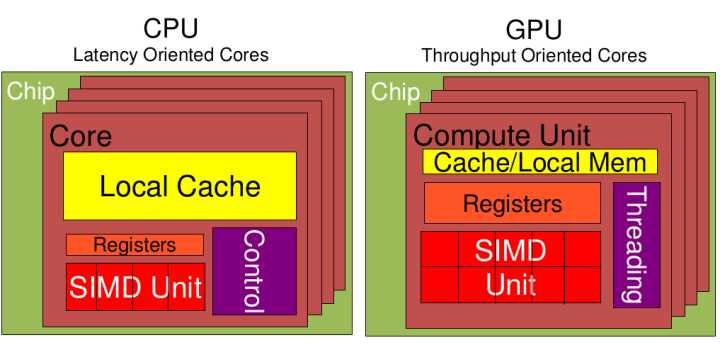 CPU
Latency Oriented Cores
Chip
Core
Local Cache
Registers
SIMD Unit
Control
GPU
Throughput Oriented Cores
Chip
Compute Unit
Cache/Local Mem
Registers
SIMD
Unit
Threading